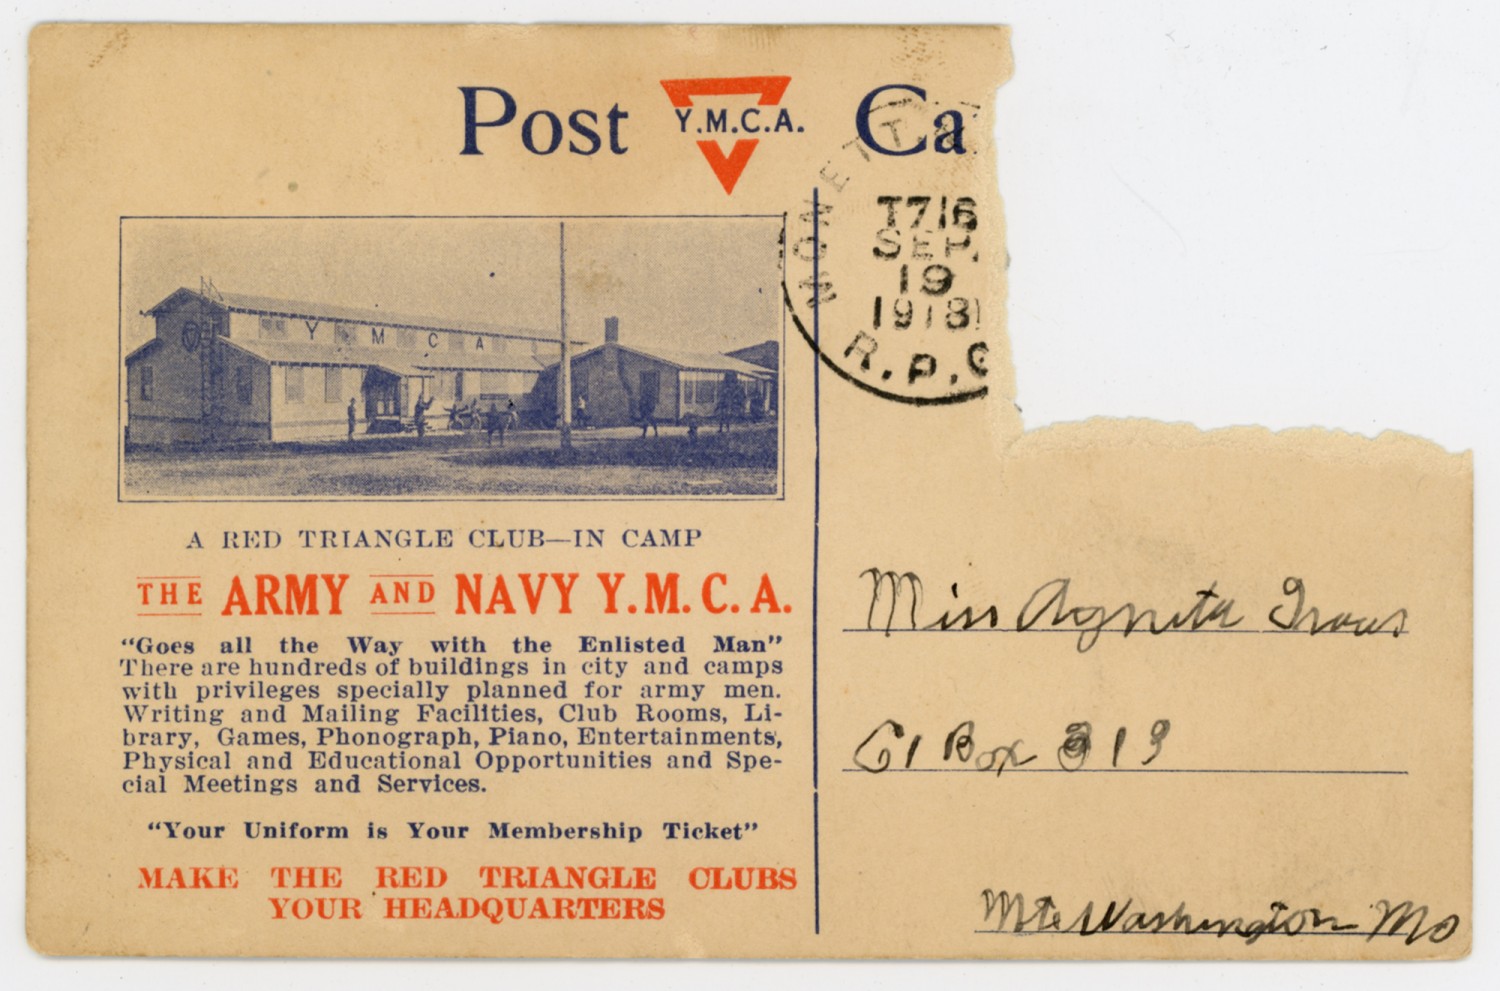 Post Y.M.C.A. Ca
MONETT
T716
SEP.
19
1918
R.P.O
Y M C A
A RED TRIANGLE CLUB—IN CAMP
THE ARMY AND NAVY Y.M.C.A.
"Goes all the Way with the Enlisted Man"
There are hundreds of buildings in city and camps
with privileges specially planned for army men.
Writing and Mailing Facilities, Club Rooms, Li-
brary, Games, Phonograph, Piano, Entertainments,
Physical and Educational Opportunities and Spe-
cial Meetings and Services.
"Your Uniform is Your Membership Ticket"
MAKE THE RED TRIANGLE CLUBS
YOUR HEADQUARTERS
Miss Agnita
Box 319
Mt Washington Mo